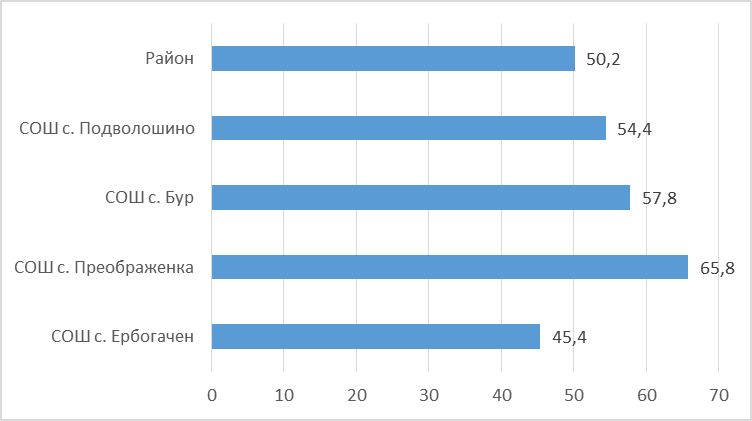 Район 50,2
СОШ с. Подволошино 54,4
СОШ с. Бур 57,8
СОШ с. Преображенка 65,8
СОШ с. Ербогачен 45,4
0 10 20 30 40 50 60 70